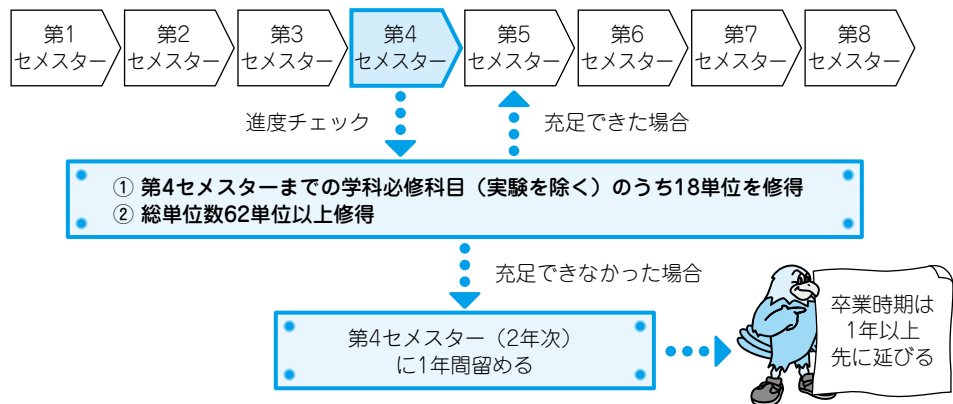 第1
セメスター
第2
セメスター
第3
セメスター
第4
セメスター
第5
セメスター
第6
セメスター
第7
セメスター
第8
セメスター
進度チェック
充足できた場合
① 第4セメスターまでの学科必修科目（実験を除く）のうち18単位を修得
② 総単位数62単位以上修得
充足できなかった場合
第4セメスター（2年次）
に1年間留める
卒業時期は
1年以上
先に延びる